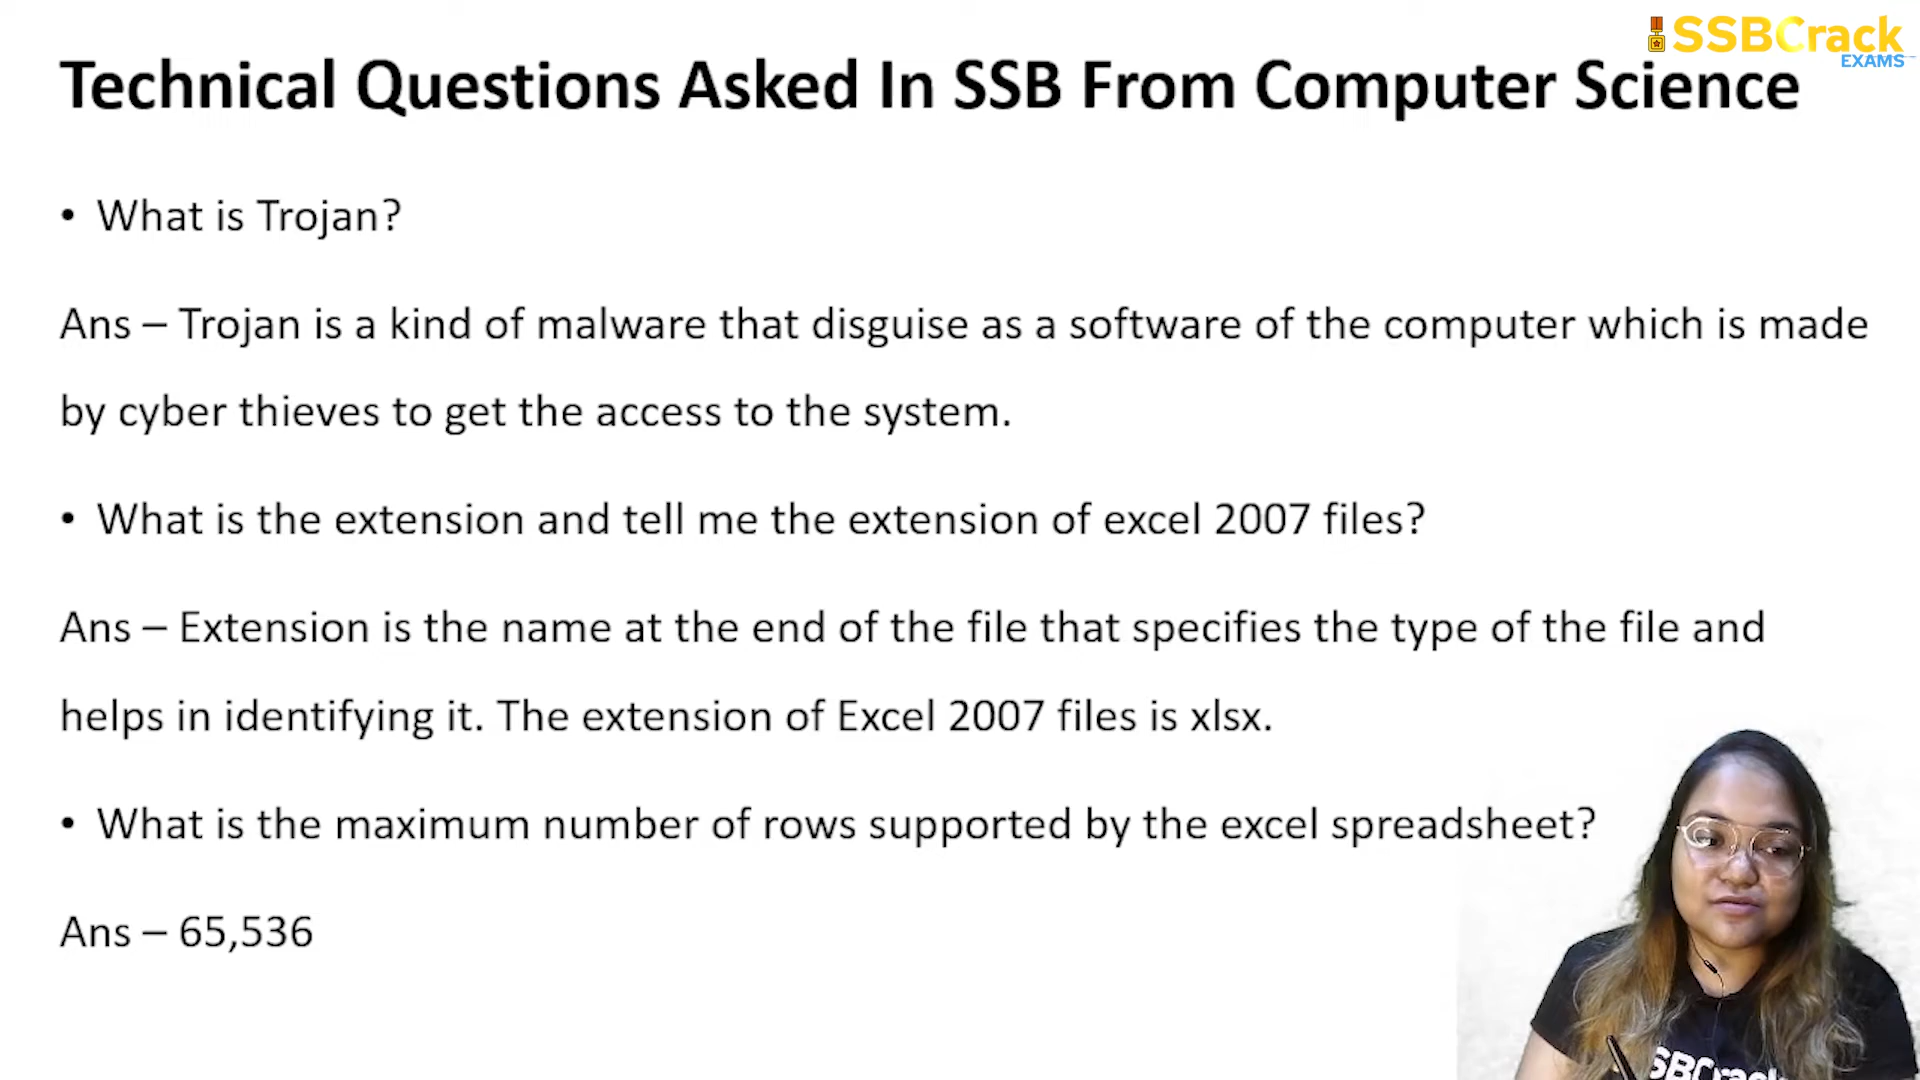 SSBCrack
EXAMS
Technical Questions Asked In SSB From Computer Science
• What is Trojan?
Ans – Trojan is a kind of malware that disguise as a software of the computer which is made
by cyber thieves to get the access to the system.
• What is the extension and tell me the extension of excel 2007 files?
Ans – Extension is the name at the end of the file that specifies the type of the file and
helps in identifying it. The extension of Excel 2007 files is xlsx.
• What is the maximum number of rows supported by the excel spreadsheet?
Ans – 65,536
SBCrack